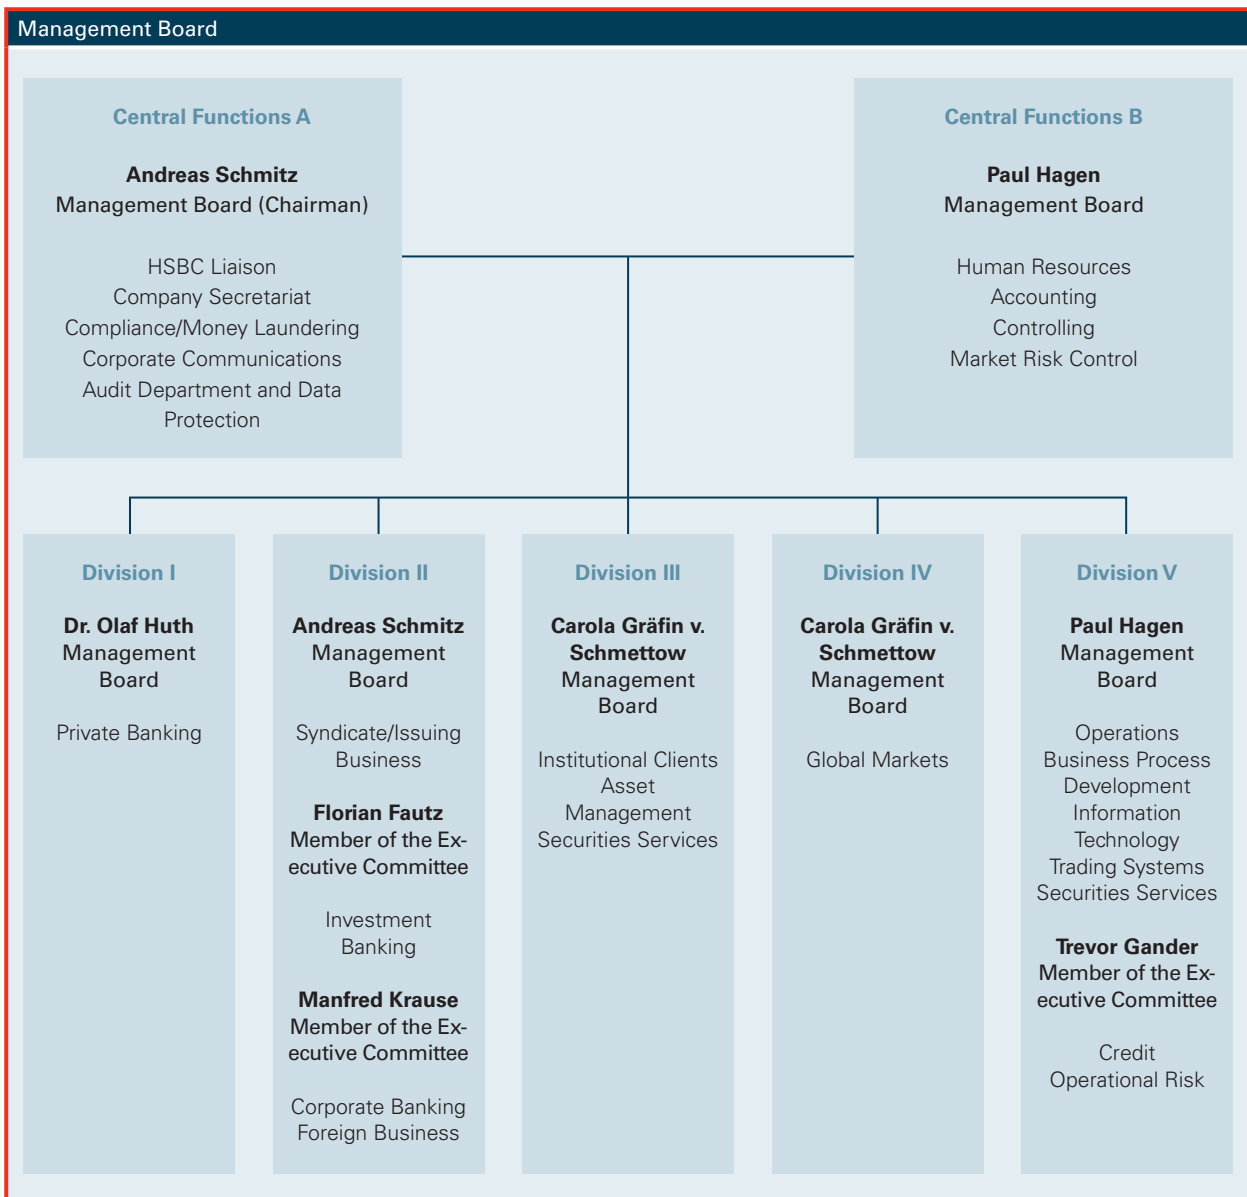 Management Board
Central Functions A
Andreas Schmitz
Management Board (Chairman)
HSBC Liaison
Company Secretariat
Compliance/Money Laundering
Corporate Communications
Audit Department and Data
Protection
Central Functions B
Paul Hagen
Management Board
Human Resources
Accounting
Controlling
Market Risk Control
Division I
Dr. Olaf Huth
Management
Board
Private Banking
Division II
Andreas Schmitz
Management
Board
Syndicate/Issuing
Business
Florian Fautz
Member of the Ex-
ecutive Committee
Investment
Banking
Manfred Krause
Member of the Ex-
ecutive Committee
Corporate Banking
Foreign Business
Division III
Carola Gräfin v.
Schmettow
Management
Board
Institutional Clients
Asset
Management
Securities Services
Division IV
Carola Gräfin v.
Schmettow
Management
Board
Global Markets
Division V
Paul Hagen
Management
Board
Operations
Business Process
Development
Information
Technology
Trading Systems
Securities Services
Trevor Gander
Member of the Ex-
ecutive Committee
Credit
Operational Risk